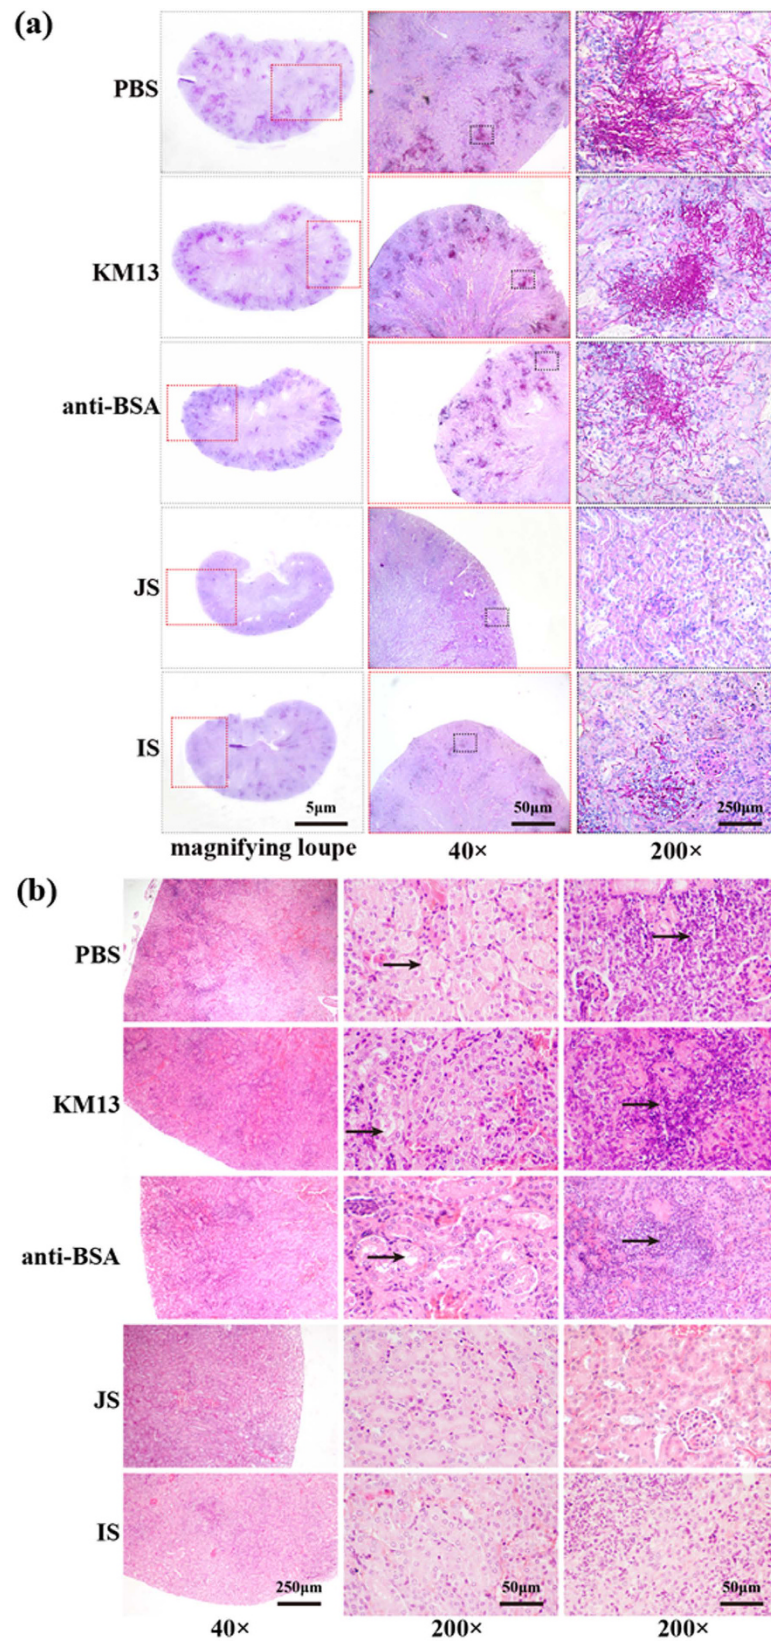 (a)
PBS
KM13
anti-BSA
JS
IS
5μm
50μm
250μm
magnifying loupe
40×
200×
(b)
PBS
KM13
anti-BSA
JS
IS
250μm
50μm
50μm
40×
200×
200×